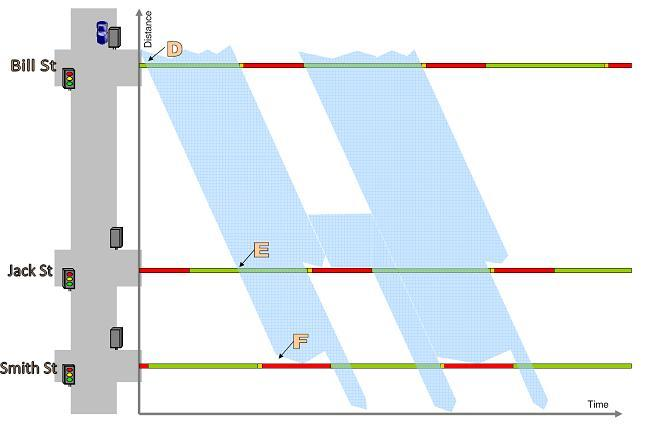 Distance
D
Bill St
E
Jack St
F
Smith St
Time